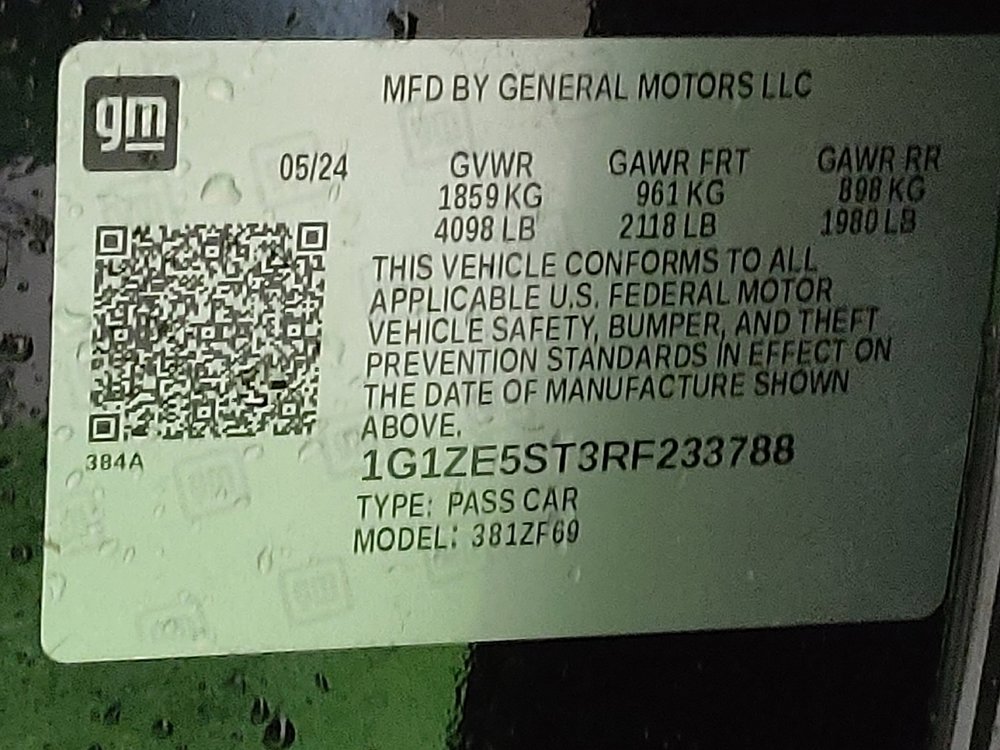 gm
MFD BY GENERAL MOTORS LLC
05/24
GVWR GAWR FRT GAWR RR
1859 KG 961 KG 898 KG
4098 LB 2118 LB 1980 LB
THIS VEHICLE CONFORMS TO ALL
APPLICABLE U.S. FEDERAL MOTOR
VEHICLE SAFETY, BUMPER, AND THEFT
PREVENTION STANDARDS IN EFFECT ON
THE DATE OF MANUFACTURE SHOWN
ABOVE.
384A
1G1ZE5ST3RF233788
TYPE: PASS CAR
MODEL: 381ZF69